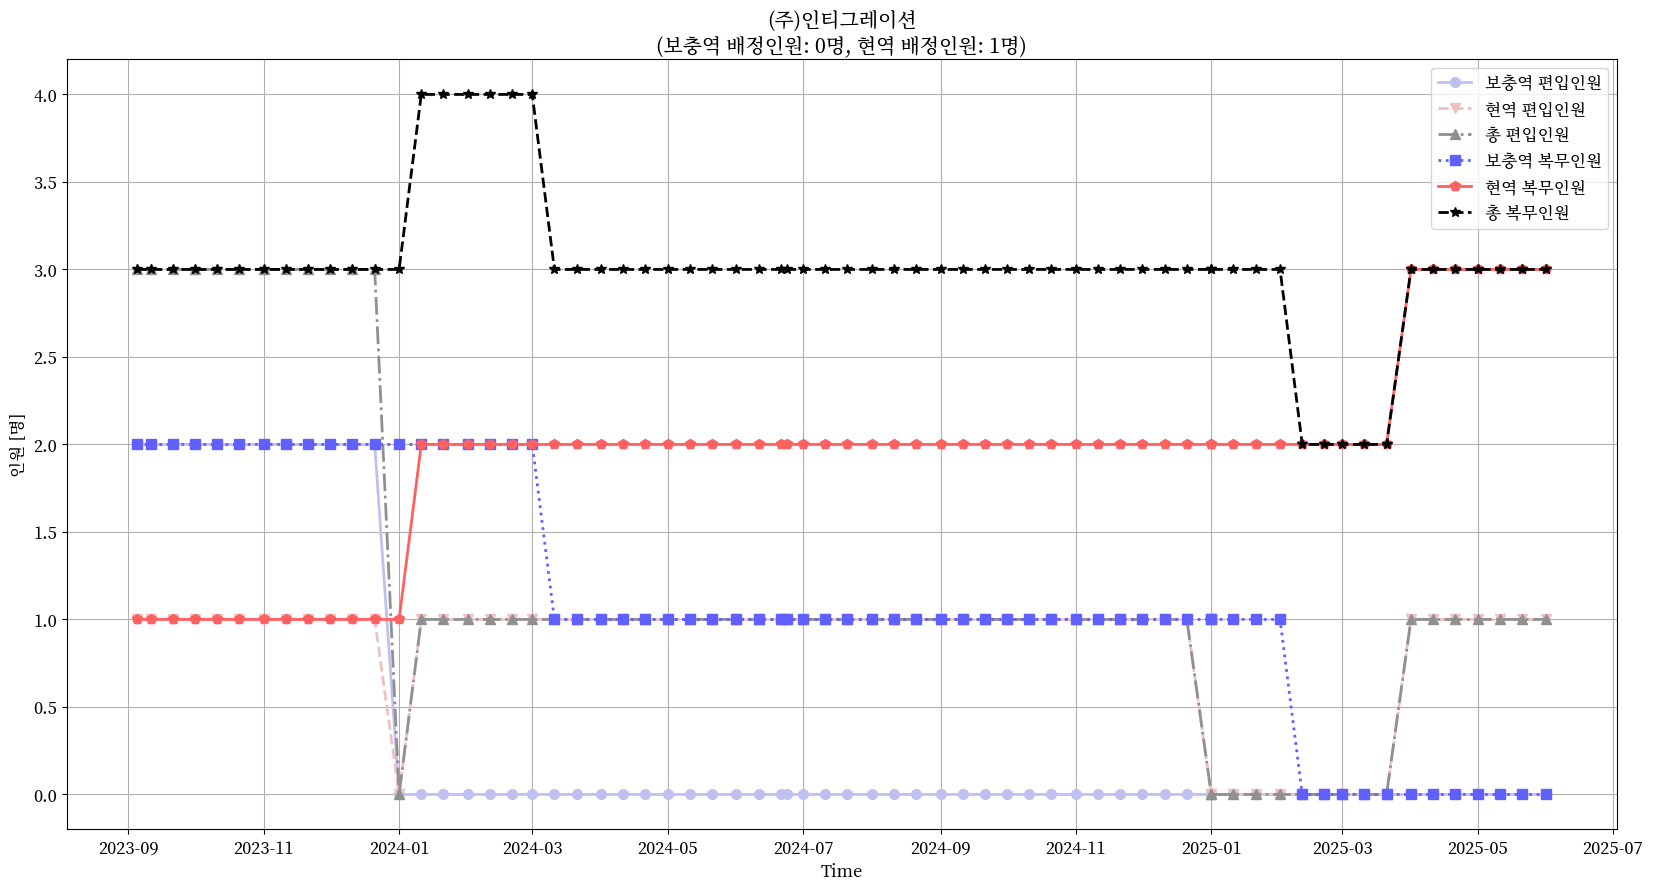 (주)인티그레이션
(보충역 배정인원: 0명, 현역 배정인원: 1명)
인원 [명]
4.0
3.5
3.0
2.5
2.0
1.5
1.0
0.5
0.0
보충역 편입인원
현역 편입인원
총 편입인원
보충역 복무인원
현역 복무인원
총 복무인원
2023-09 2023-11 2024-01 2024-03 2024-05 2024-07 2024-09 2024-11 2025-01 2025-03 2025-05 2025-07
Time